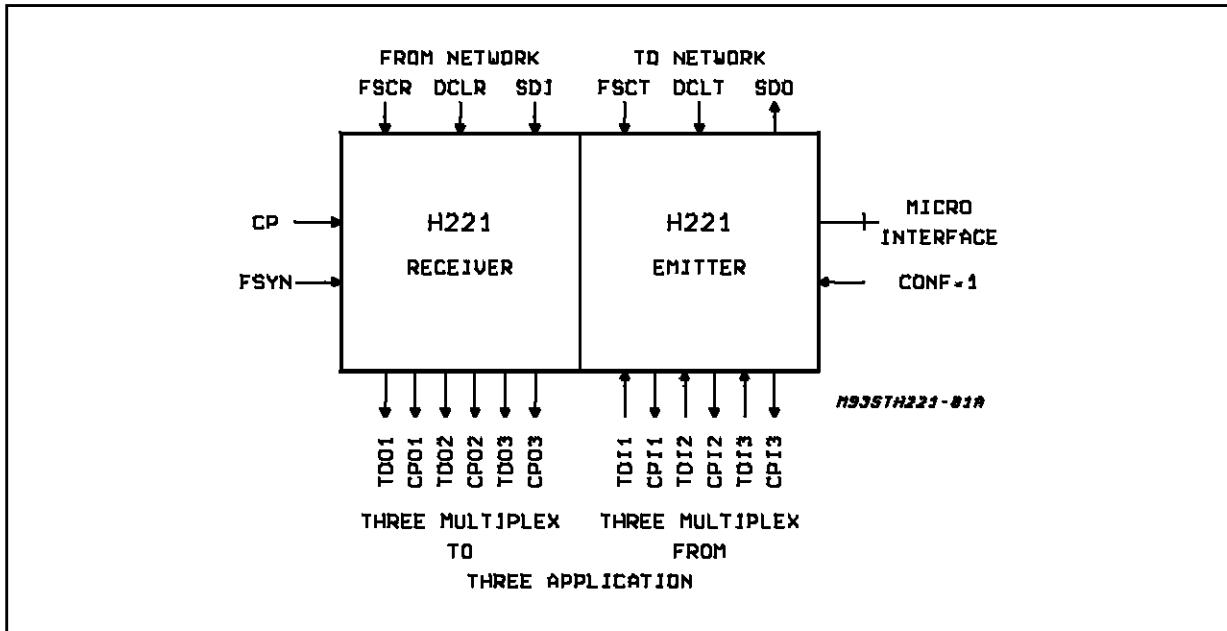 FROM NETWORK
TO NETWORK
FSCR DCLR SDI
FSCT DCLT SDO
CP
FSYN
H221
RECEIVER
H221
EMITTER
MICRO
INTERFACE
CONF=1
M93STH221-01A
TDO1
CPO1
TDO2
CPO2
TDO3
CPO3
TDI1
CPI1
TDI2
CPI2
TDI3
CPI3
THREE MULTIPLEX
TO
THREE MULTIPLEX
FROM
THREE APPLICATION